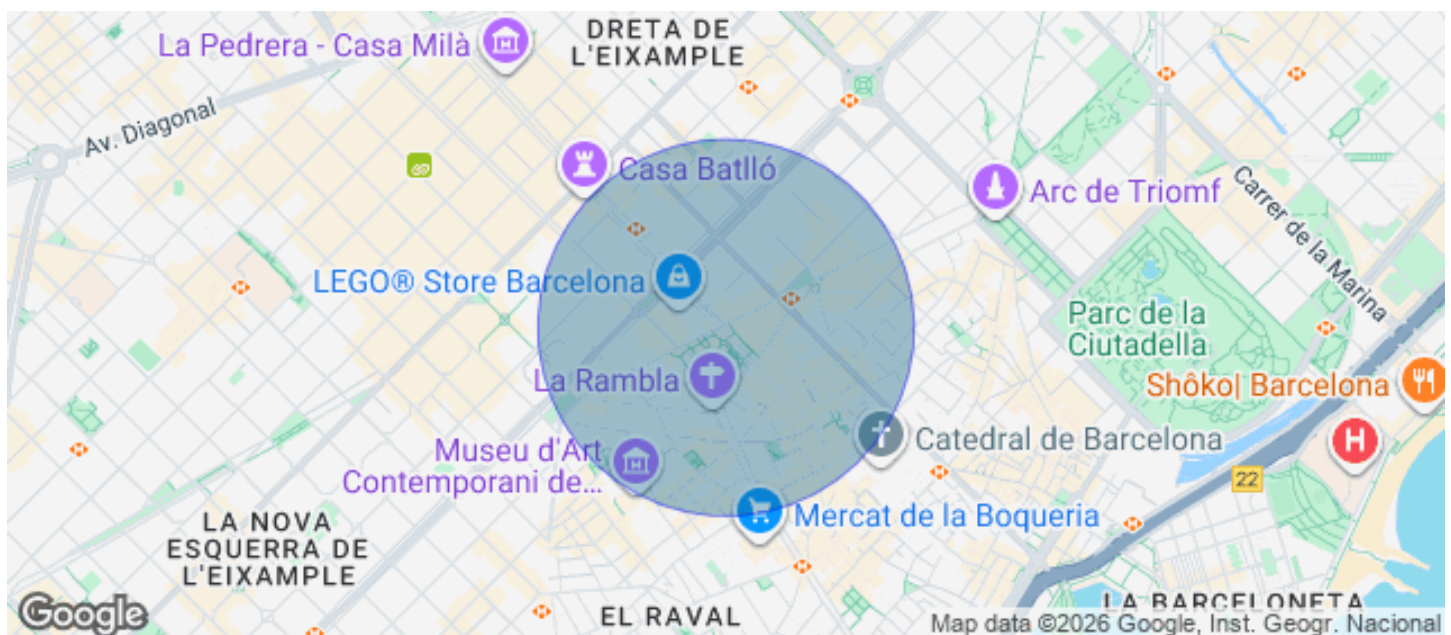 DRETA DE
L'EIXAMPLE
La Pedrera - Casa Milà
Av. Diagonal
Casa Batlló
Arc de Triomf
Carrer de la Marina
LEGO® Store Barcelona
Parc de la
Ciutadella
La Rambla
Shôko| Barcelona
H
Museu d'Art
Contemporani de...
Catedral de Barcelona
22
Mercat de la Boqueria
LA NOVA
ESQUERRA DE
L'EIXAMPLE
EL RAVAL
LA BARCELONETA
Google
Map data ©2026 Google, Inst. Geogr. Nacional